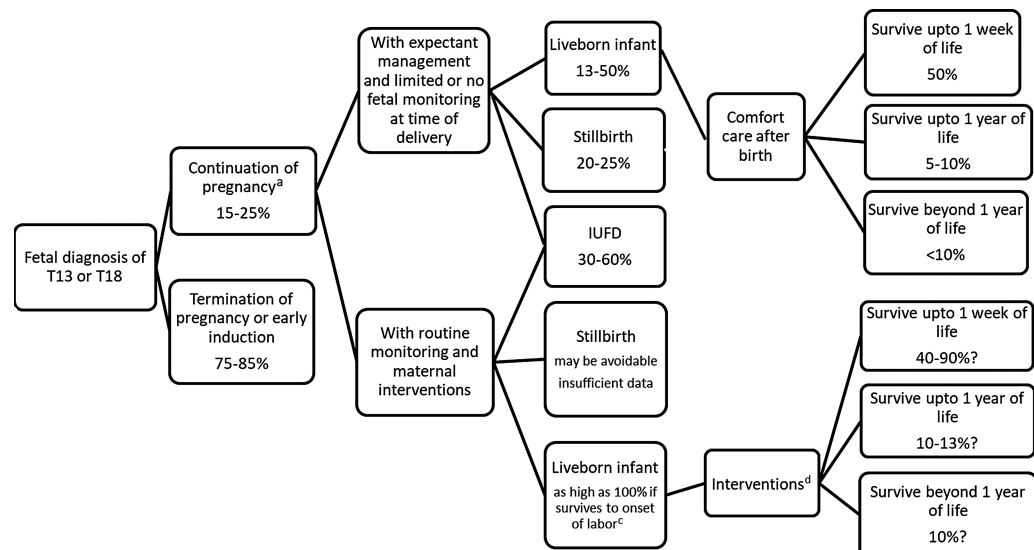 Fetal diagnosis of
T13 or T18
Continuation of
pregnancyᵃ
15-25%
Termination of
pregnancy or early
induction
75-85%
With expectant
management
and limited or no
fetal monitoring
at time of
delivery
With routine
monitoring and
maternal
interventions
Liveborn infant
13-50%
Stillbirth
20-25%
IUFD
30-60%
Stillbirth
may be avoidable
insufficient data
Liveborn infant
as high as 100% if
survives to onset
of laborᶜ
Comfort
care after
birth
Interventionsᵈ
Survive upto 1 week
of life
50%
Survive upto 1 year of
life
5-10%
Survive beyond 1 year
of life
<10%
Survive upto 1 week of
life
40-90%?
Survive upto 1 year of
life
10-13%?
Survive beyond 1 year
of life
10%?